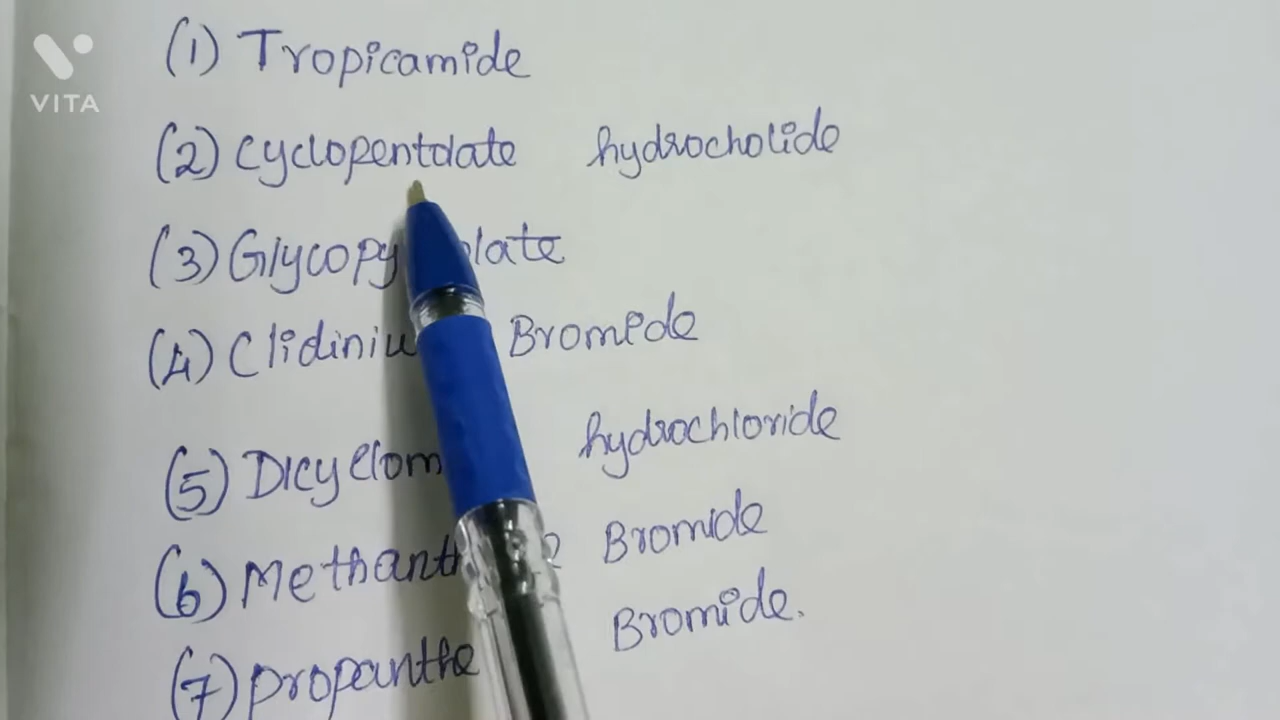 VITA
(1) Tropicamide
(2) Cyclopentolate hydrocholide
(3) Glycopy late
(4) Clidiniu Bromide
(5) Dicyclom hydrochloride
(6) Methanth e Bromide
(7) Propanthe Bromide.